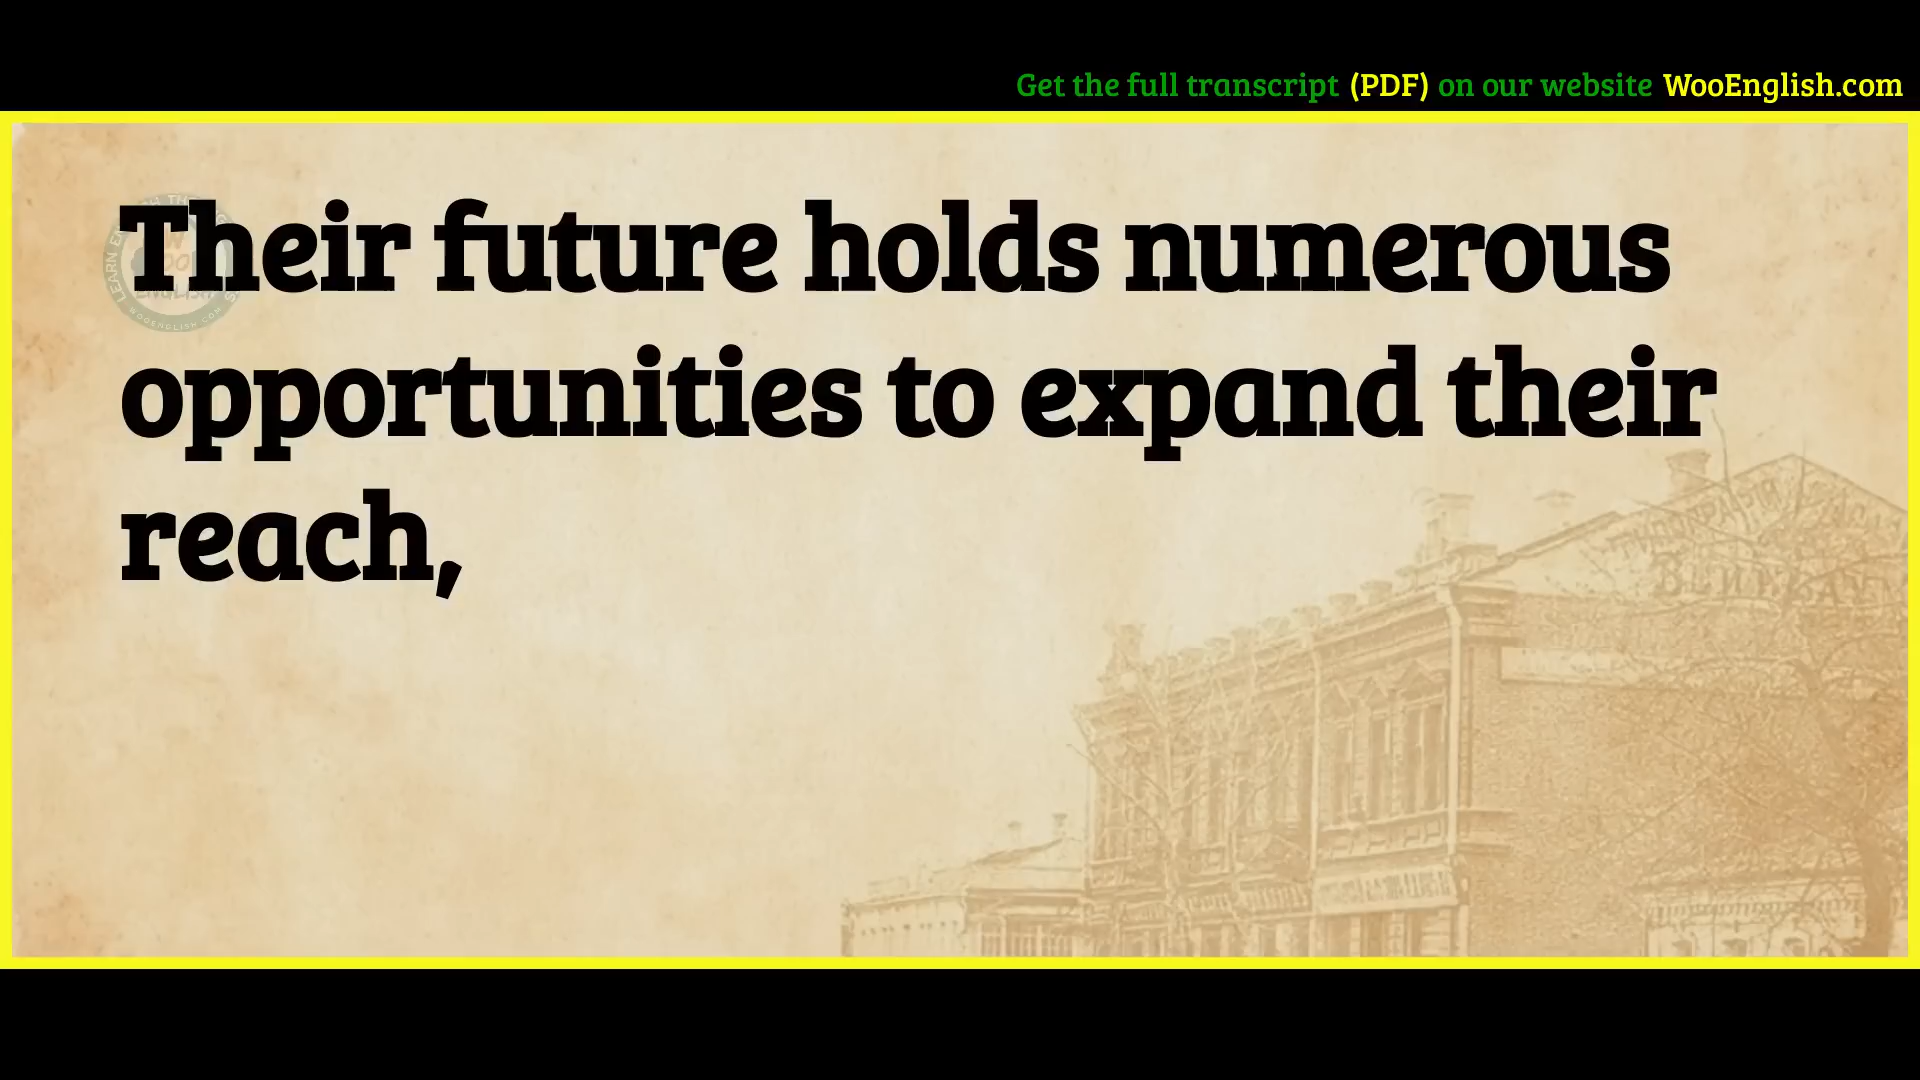 Get the full transcript (PDF) on our website WooEnglish.com
Their future holds numerous
opportunities to expand their
reach,